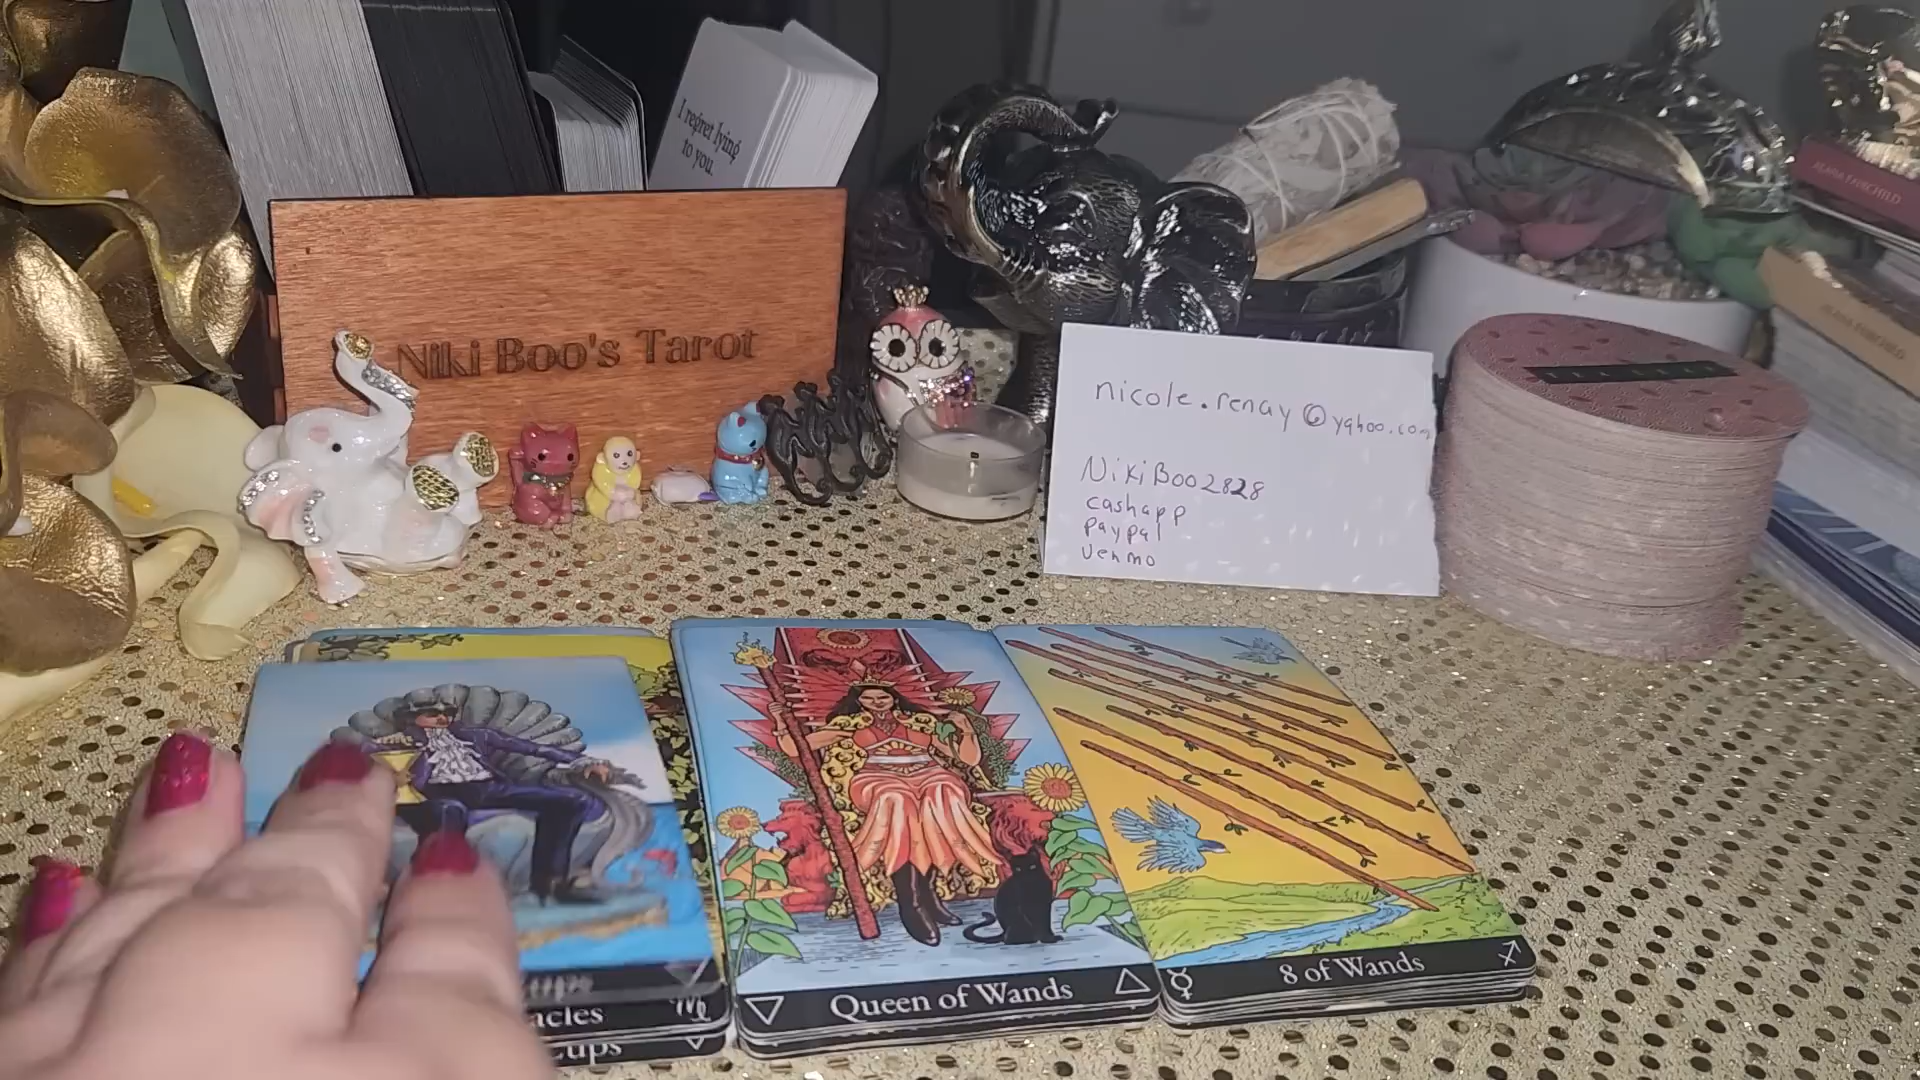 I regret lying
to you.
Niki Boo's Tarot
nicole.renay@yahoo.com
NikiBoo2828
cashapp
paypal
venmo
Queen of Wands
8 of Wands
acles
Cups